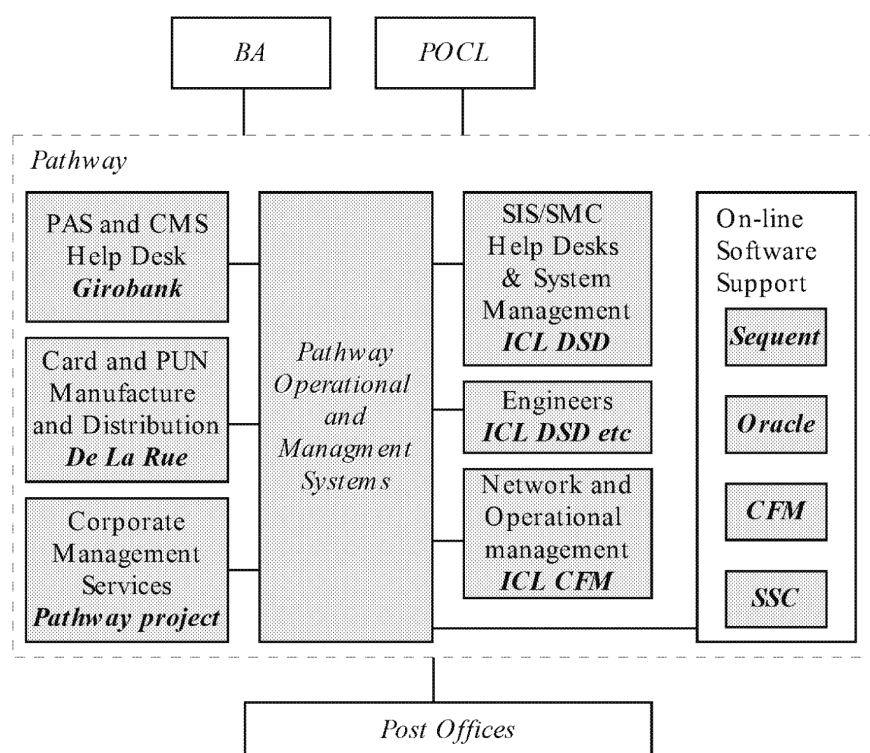 BA
POCL
Pathway
PAS and CMS
Help Desk
Girobank
Card and PUN
Manufacture
and Distribution
De La Rue
Corporate
Management
Services
Pathway project
Pathway
Operational
and
Managment
Systems
SIS/SMC
Help Desks
& System
Management
ICL DSD
Engineers
ICL DSD etc
Network and
Operational
management
ICL CFM
On-line
Software
Support
Sequent
Oracle
CFM
SSC
Post Offices